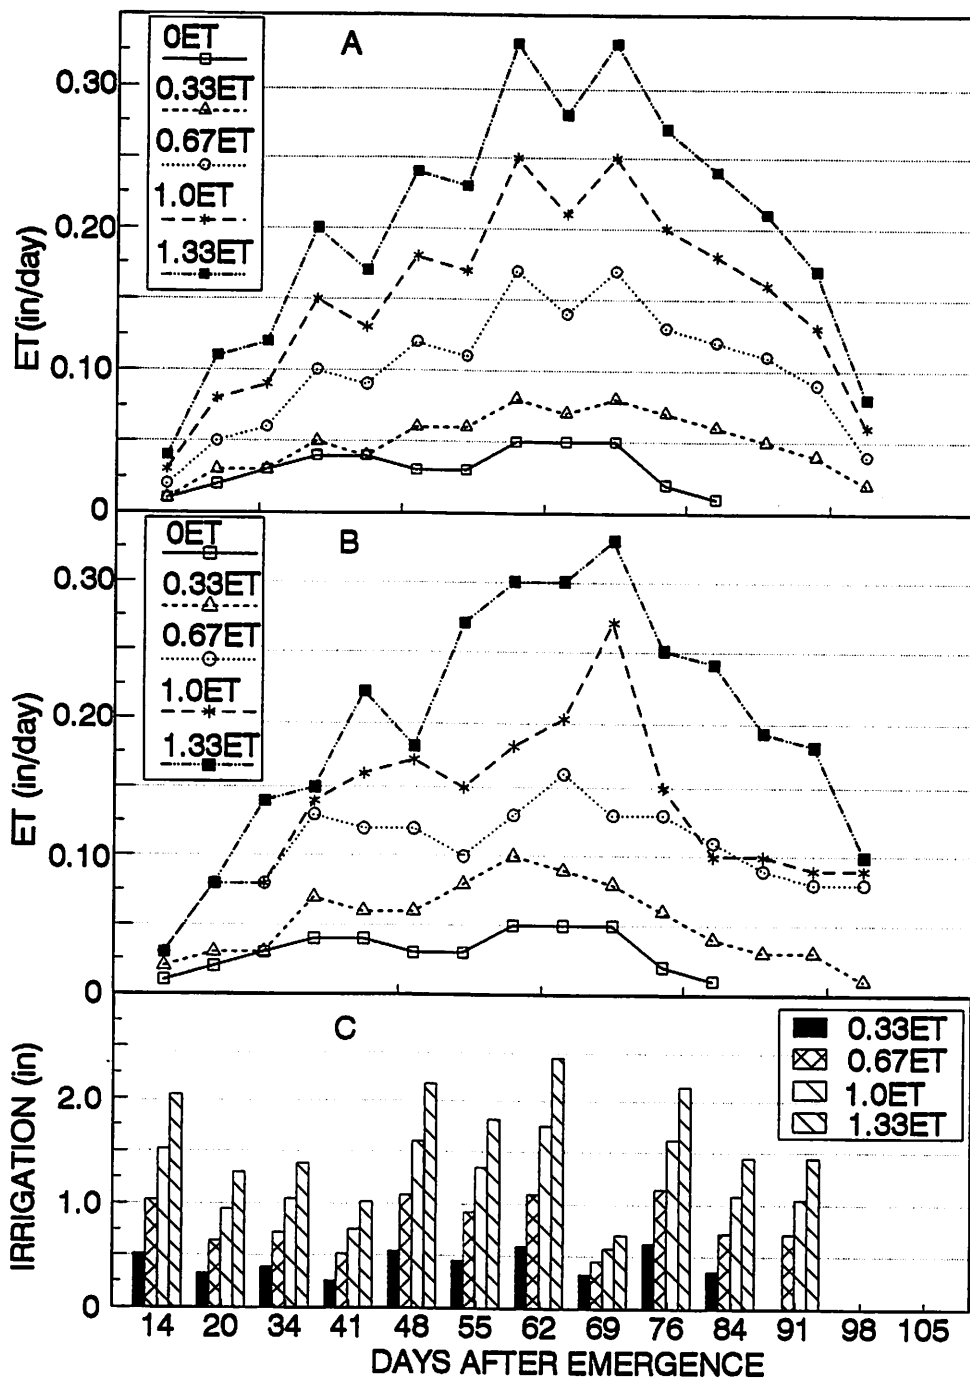 A
0ET
0.33ET
0.67ET
1.0ET
1.33ET
0.30
0.20
0.10
0
ET(in/day)
B
0ET
0.33ET
0.67ET
1.0ET
1.33ET
0.30
0.20
0.10
0
ET (in/day)
C
0.33ET
0.67ET
1.0ET
1.33ET
2.0
1.0
0
IRRIGATION (in)
14 20 34 41 48 55 62 69 76 84 91 98 105
DAYS AFTER EMERGENCE